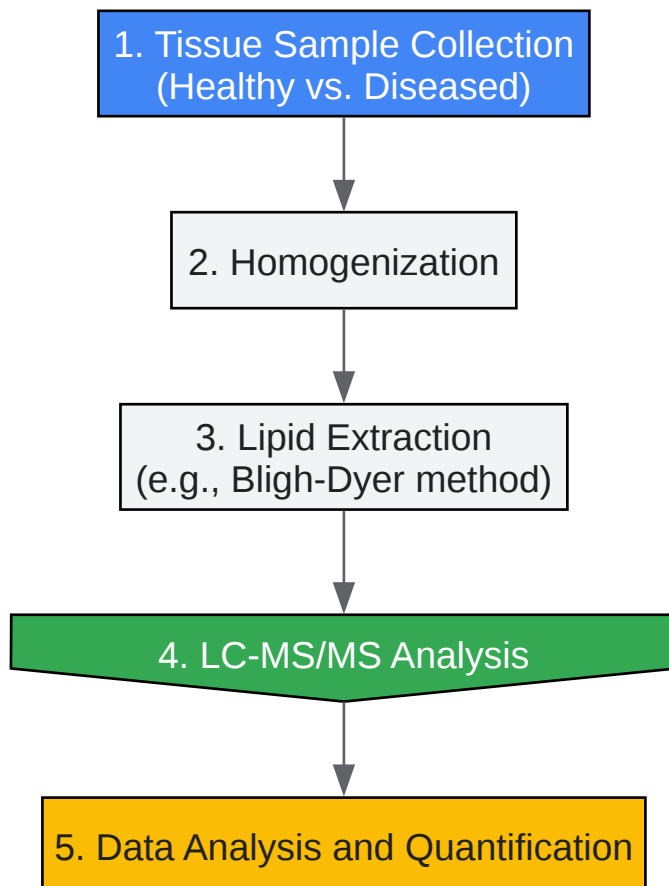 1. Tissue Sample Collection
(Healthy vs. Diseased)
2. Homogenization
3. Lipid Extraction
(e.g., Bligh-Dyer method)
4. LC-MS/MS Analysis
5. Data Analysis and Quantification